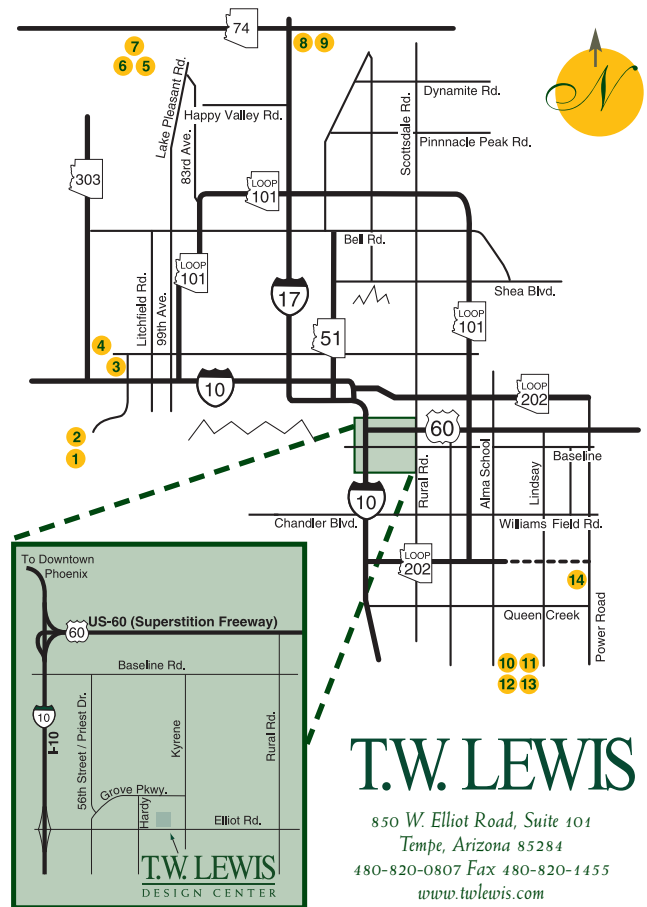 74
7
6 5
8 9
N
Lake Pleasant Rd.
Happy Valley Rd.
83rd Ave.
Scottsdale Rd.
Dynamite Rd.
Pinnnacle Peak Rd.
303
LOOP
101
Bell Rd.
LOOP
101
17
Shea Blvd.
Litchfield Rd.
99th Ave.
51
LOOP
101
4
3
10
LOOP
202
2
1
60
Baseline
Rural Rd.
Alma School
Lindsay
10
Chandler Blvd.
Williams Field Rd.
LOOP
202
14
Queen Creek
Power Road
10 11
12 13
To Downtown
Phoenix
60
US-60 (Superstition Freeway)
Baseline Rd.
10
I-10
56th Street / Priest Dr.
Kyrene
Rural Rd.
Grove Pkwy.
Hardy
Elliot Rd.
T.W. LEWIS
DESIGN CENTER
T.W. LEWIS
850 W. Elliot Road, Suite 101
Tempe, Arizona 85284
480-820-0807 Fax 480-820-1455
www.twlewis.com